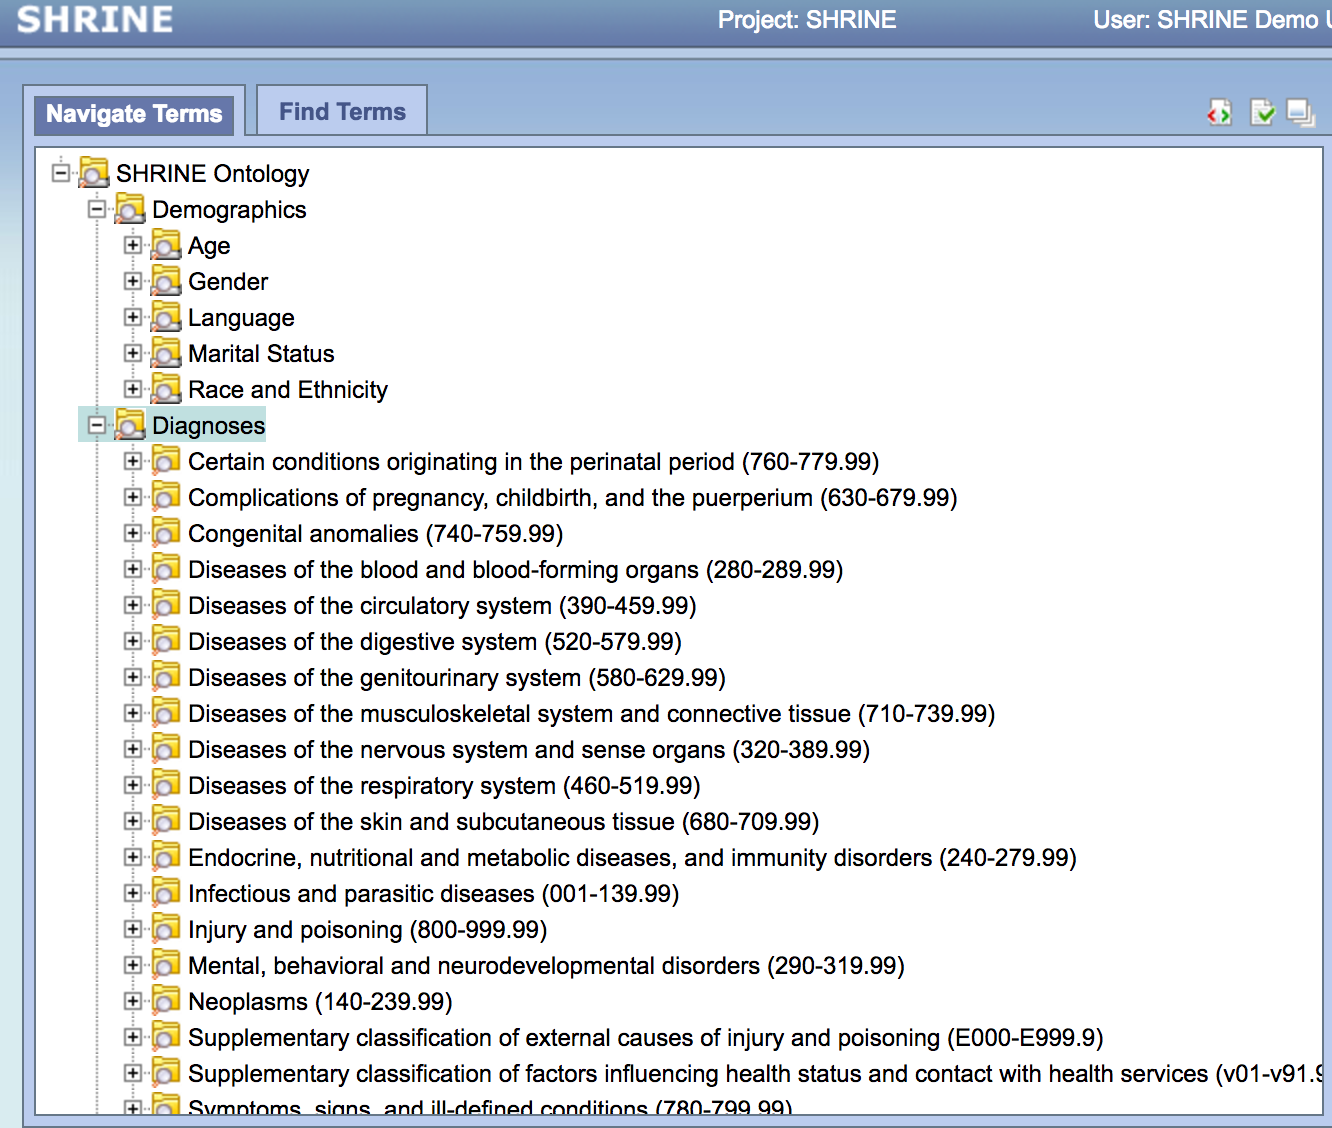 SHRINE
Project: SHRINE
User: SHRINE Demo
Navigate Terms
Find Terms
SHRINE Ontology
Demographics
Age
Gender
Language
Marital Status
Race and Ethnicity
Diagnoses
Certain conditions originating in the perinatal period (760-779.99)
Complications of pregnancy, childbirth, and the puerperium (630-679.99)
Congenital anomalies (740-759.99)
Diseases of the blood and blood-forming organs (280-289.99)
Diseases of the circulatory system (390-459.99)
Diseases of the digestive system (520-579.99)
Diseases of the genitourinary system (580-629.99)
Diseases of the musculoskeletal system and connective tissue (710-739.99)
Diseases of the nervous system and sense organs (320-389.99)
Diseases of the respiratory system (460-519.99)
Diseases of the skin and subcutaneous tissue (680-709.99)
Endocrine, nutritional and metabolic diseases, and immunity disorders (240-279.99)
Infectious and parasitic diseases (001-139.99)
Injury and poisoning (800-999.99)
Mental, behavioral and neurodevelopmental disorders (290-319.99)
Neoplasms (140-239.99)
Supplementary classification of external causes of injury and poisoning (E000-E999.9)
Supplementary classification of factors influencing health status and contact with health services (v01-v91.9
Symptoms, signs, and ill-defined conditions (780-799.99)